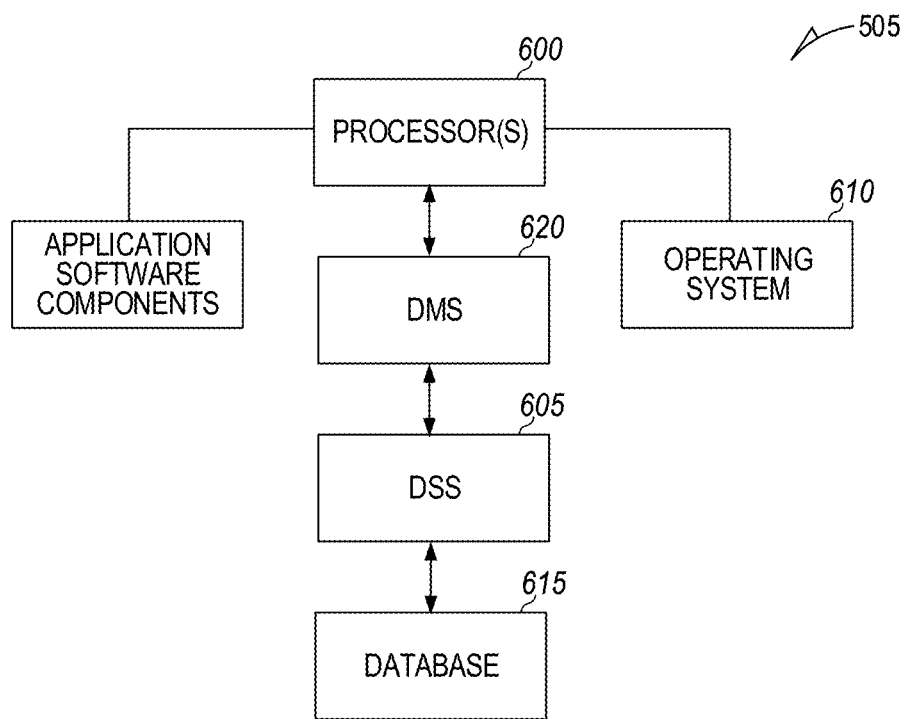 505
600
PROCESSOR(S)
APPLICATION
SOFTWARE
COMPONENTS
620
DMS
610
OPERATING
SYSTEM
605
DSS
615
DATABASE